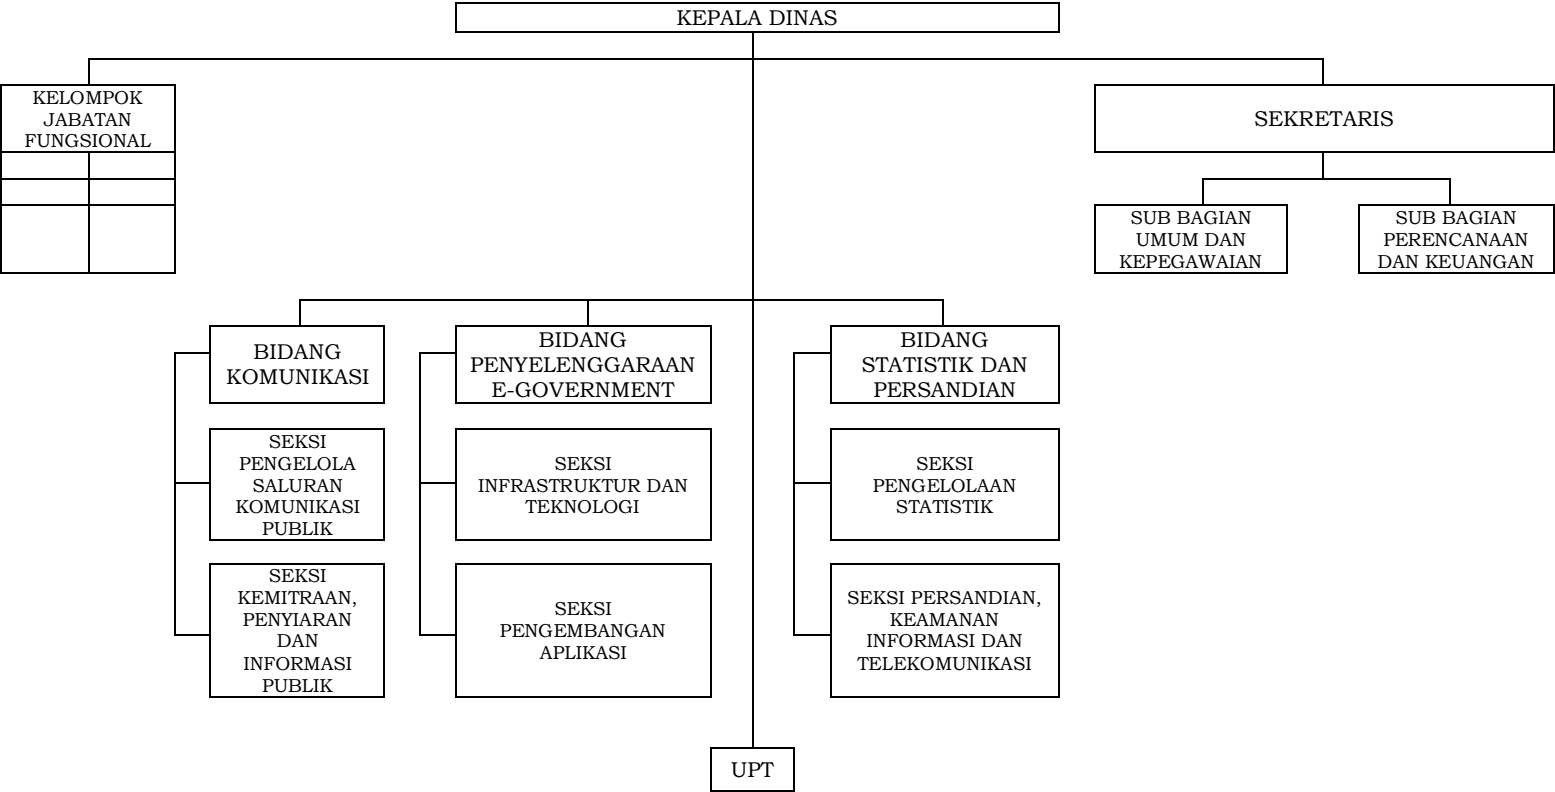 KEPALA DINAS
KELOMPOK
JABATAN
FUNGSIONAL
SEKRETARIS
SUB BAGIAN
UMUM DAN
KEPEGAWAIAN
SUB BAGIAN
PERENCANAAN
DAN KEUANGAN
BIDANG
KOMUNIKASI
BIDANG
PENYELENGGARAAN
E-GOVERNMENT
BIDANG
STATISTIK DAN
PERSANDIAN
SEKSI
PENGELOLA
SALURAN
KOMUNIKASI
PUBLIK
SEKSI
INFRASTRUKTUR DAN
TEKNOLOGI
SEKSI
PENGELOLAAN
STATISTIK
SEKSI
KEMITRAAN,
PENYIARAN
DAN
INFORMASI
PUBLIK
SEKSI
PENGEMBANGAN
APLIKASI
SEKSI PERSANDIAN,
KEAMANAN
INFORMASI DAN
TELEKOMUNIKASI
UPT